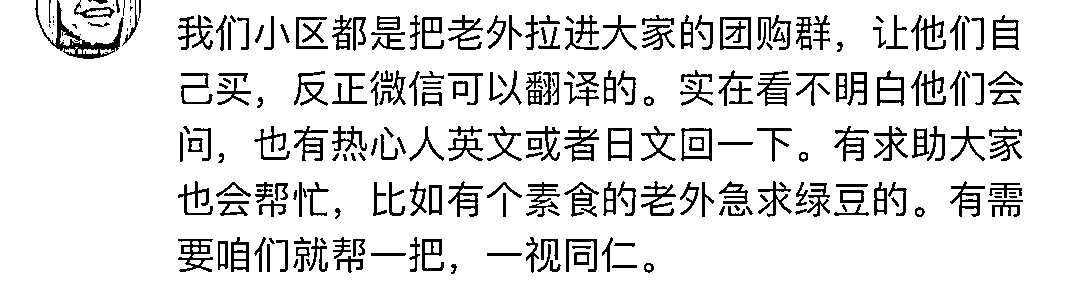 我们小区都是把老外拉进大家的团购群，让他们自
己买，反正微信可以翻译的。实在看不明白他们会
问，也有热心人英文或者日文回一下。有求助大家
也会帮忙，比如有个素食的老外急求绿豆的。有需
要咱们就帮一把，一视同仁。